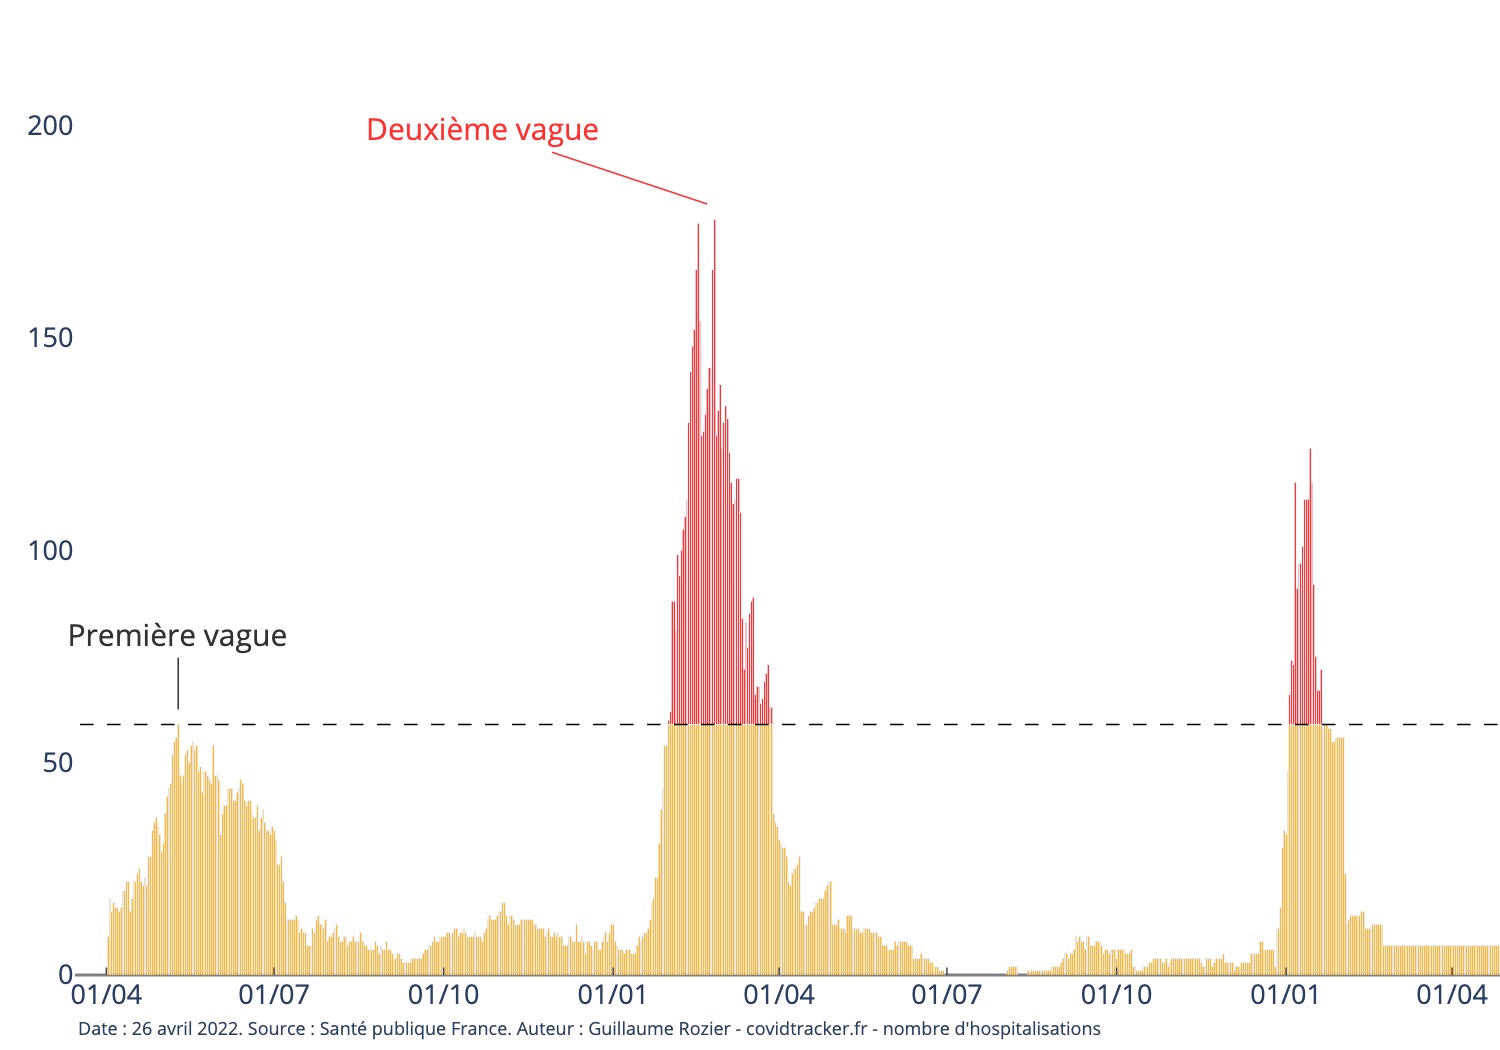 200
Deuxième vague
150
100
Première vague
50
0
01/04 01/07 01/10 01/01 01/04 01/07 01/10 01/01 01/04
Date : 26 avril 2022. Source : Santé publique France. Auteur : Guillaume Rozier - covidtracker.fr - nombre d'hospitalisations